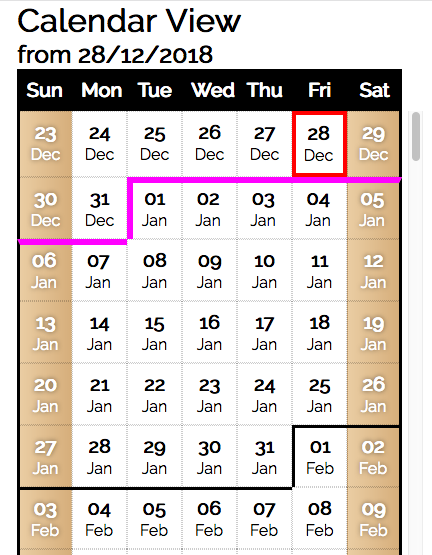 Calendar View
from 28/12/2018
Sun Mon Tue Wed Thu Fri Sat
23 24 25 26 27 28 29
Dec Dec Dec Dec Dec Dec Dec
30 31 01 02 03 04 05
Dec Dec Jan Jan Jan Jan Jan
06 07 08 09 10 11 12
Jan Jan Jan Jan Jan Jan Jan
13 14 15 16 17 18 19
Jan Jan Jan Jan Jan Jan Jan
20 21 22 23 24 25 26
Jan Jan Jan Jan Jan Jan Jan
27 28 29 30 31 01 02
Jan Jan Jan Jan Jan Feb Feb
03 04 05 06 07 08 09
Feb Feb Feb Feb Feb Feb Feb